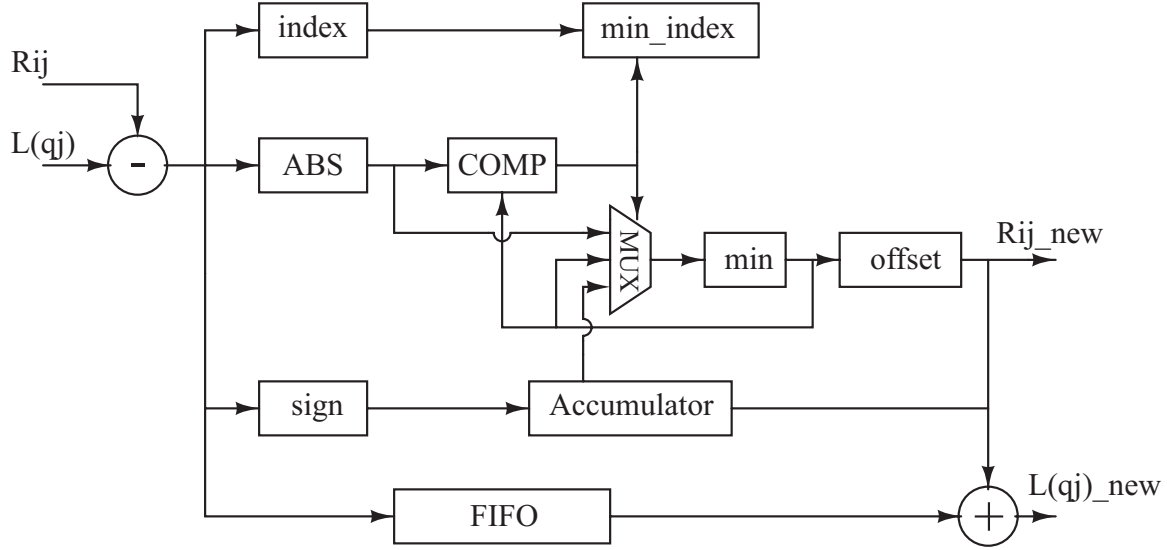 index
min_index
Rij
L(qj)
-
ABS
COMP
MUX
min
offset
Rij_new
sign
Accumulator
FIFO
+
L(qj)_new